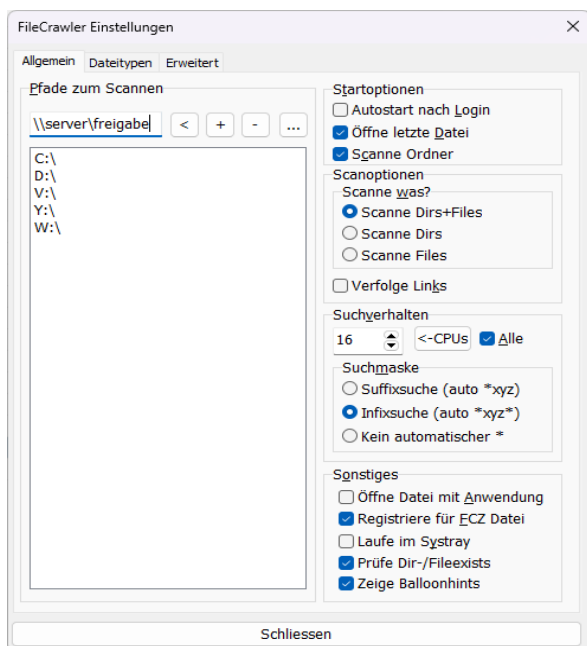 FileCrawler Einstellungen
Allgemein Dateitypen Erweitert
Pfade zum Scannen
\\server\freigabe < + - ...
C:\
D:\
V:\
Y:\
W:\
Startoptionen
Autostart nach Login
Öffne letzte Datei
Scanne Ordner
Scanoptionen
Scanne was?
Scanne Dirs+Files
Scanne Dirs
Scanne Files
Verfolge Links
Suchverhalten
16 <-CPUs Alle
Suchmaske
Suffixsuche (auto *xyz)
Infixsuche (auto *xyz*)
Kein automatischer *
Sonstiges
Öffne Datei mit Anwendung
Registriere für FCZ Datei
Laufe im Systray
Prüfe Dir-/Fileexists
Zeige Balloonhints
Schliessen